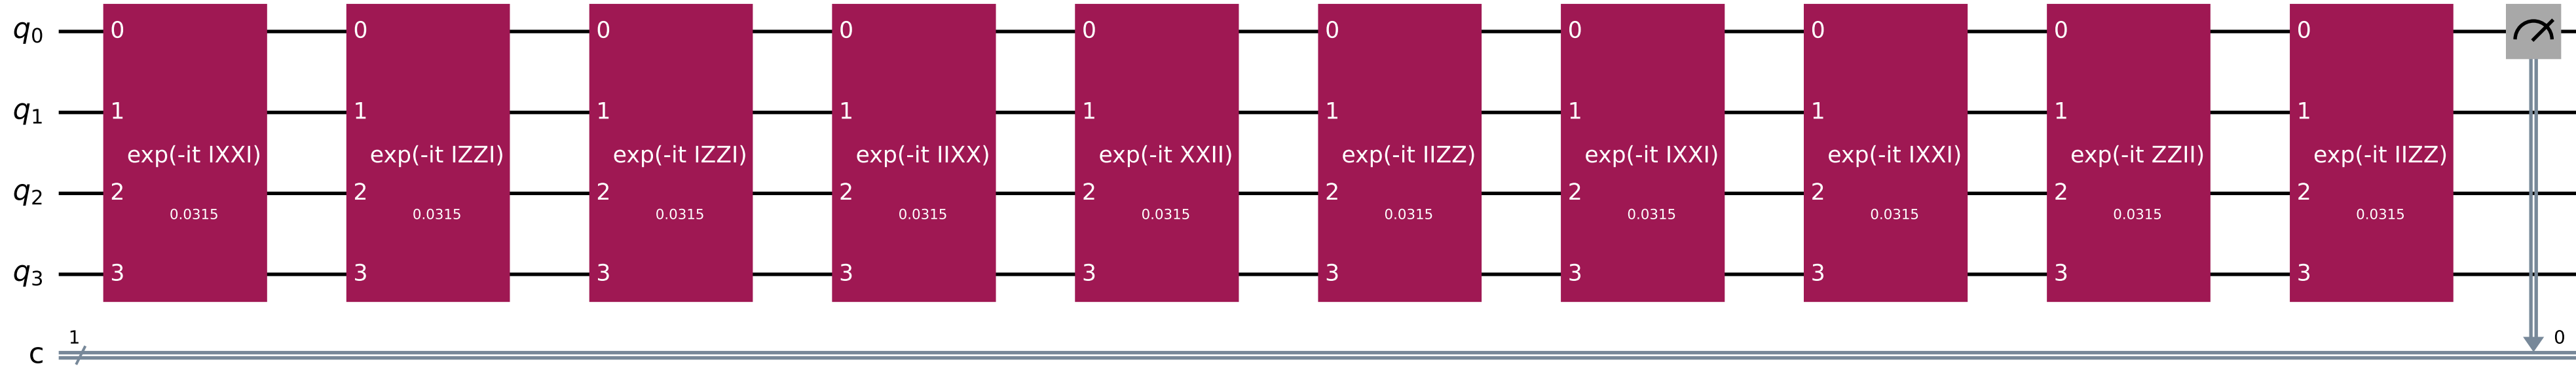 q0 0 0 0 0 0 0 0 0 0 0
q1 1 1 1 1 1 1 1 1 1 1
exp(-it IXXI) exp(-it IZZI) exp(-it IZZI) exp(-it IIXX) exp(-it XXII) exp(-it IIZZ) exp(-it IXXI) exp(-it IXXI) exp(-it ZZII) exp(-it IIZZ)
q2 2 2 2 2 2 2 2 2 2 2
0.0315 0.0315 0.0315 0.0315 0.0315 0.0315 0.0315 0.0315 0.0315 0.0315
q3 3 3 3 3 3 3 3 3 3 3
1 0
c